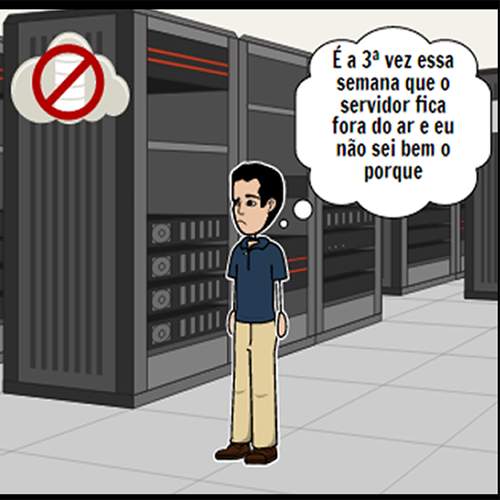 É a 3ª vez essa
semana que o
servidor fica
fora do ar e eu
não sei bem o
porque